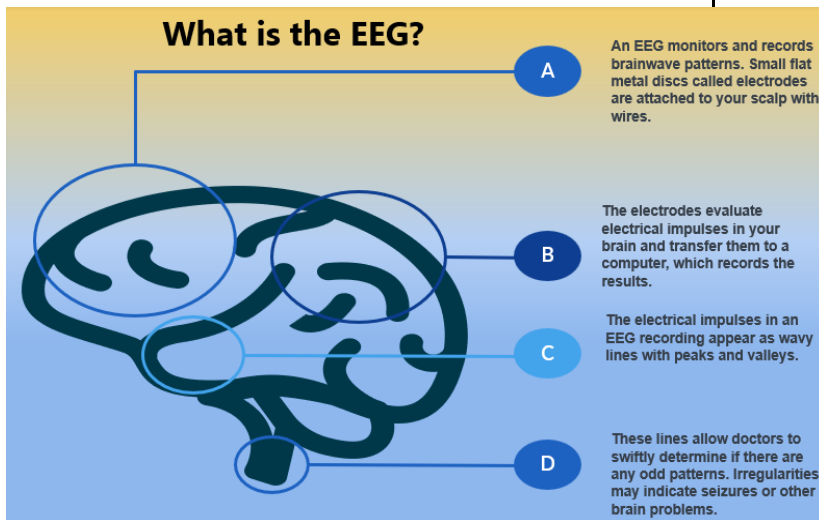 What is the EEG?
A
An EEG monitors and records
brainwave patterns. Small flat
metal discs called electrodes
are attached to your scalp with
wires.
B
The electrodes evaluate
electrical impulses in your
brain and transfer them to a
computer, which records the
results.
C
The electrical impulses in an
EEG recording appear as wavy
lines with peaks and valleys.
D
These lines allow doctors to
swiftly determine if there are
any odd patterns. Irregularities
may indicate seizures or other
brain problems.